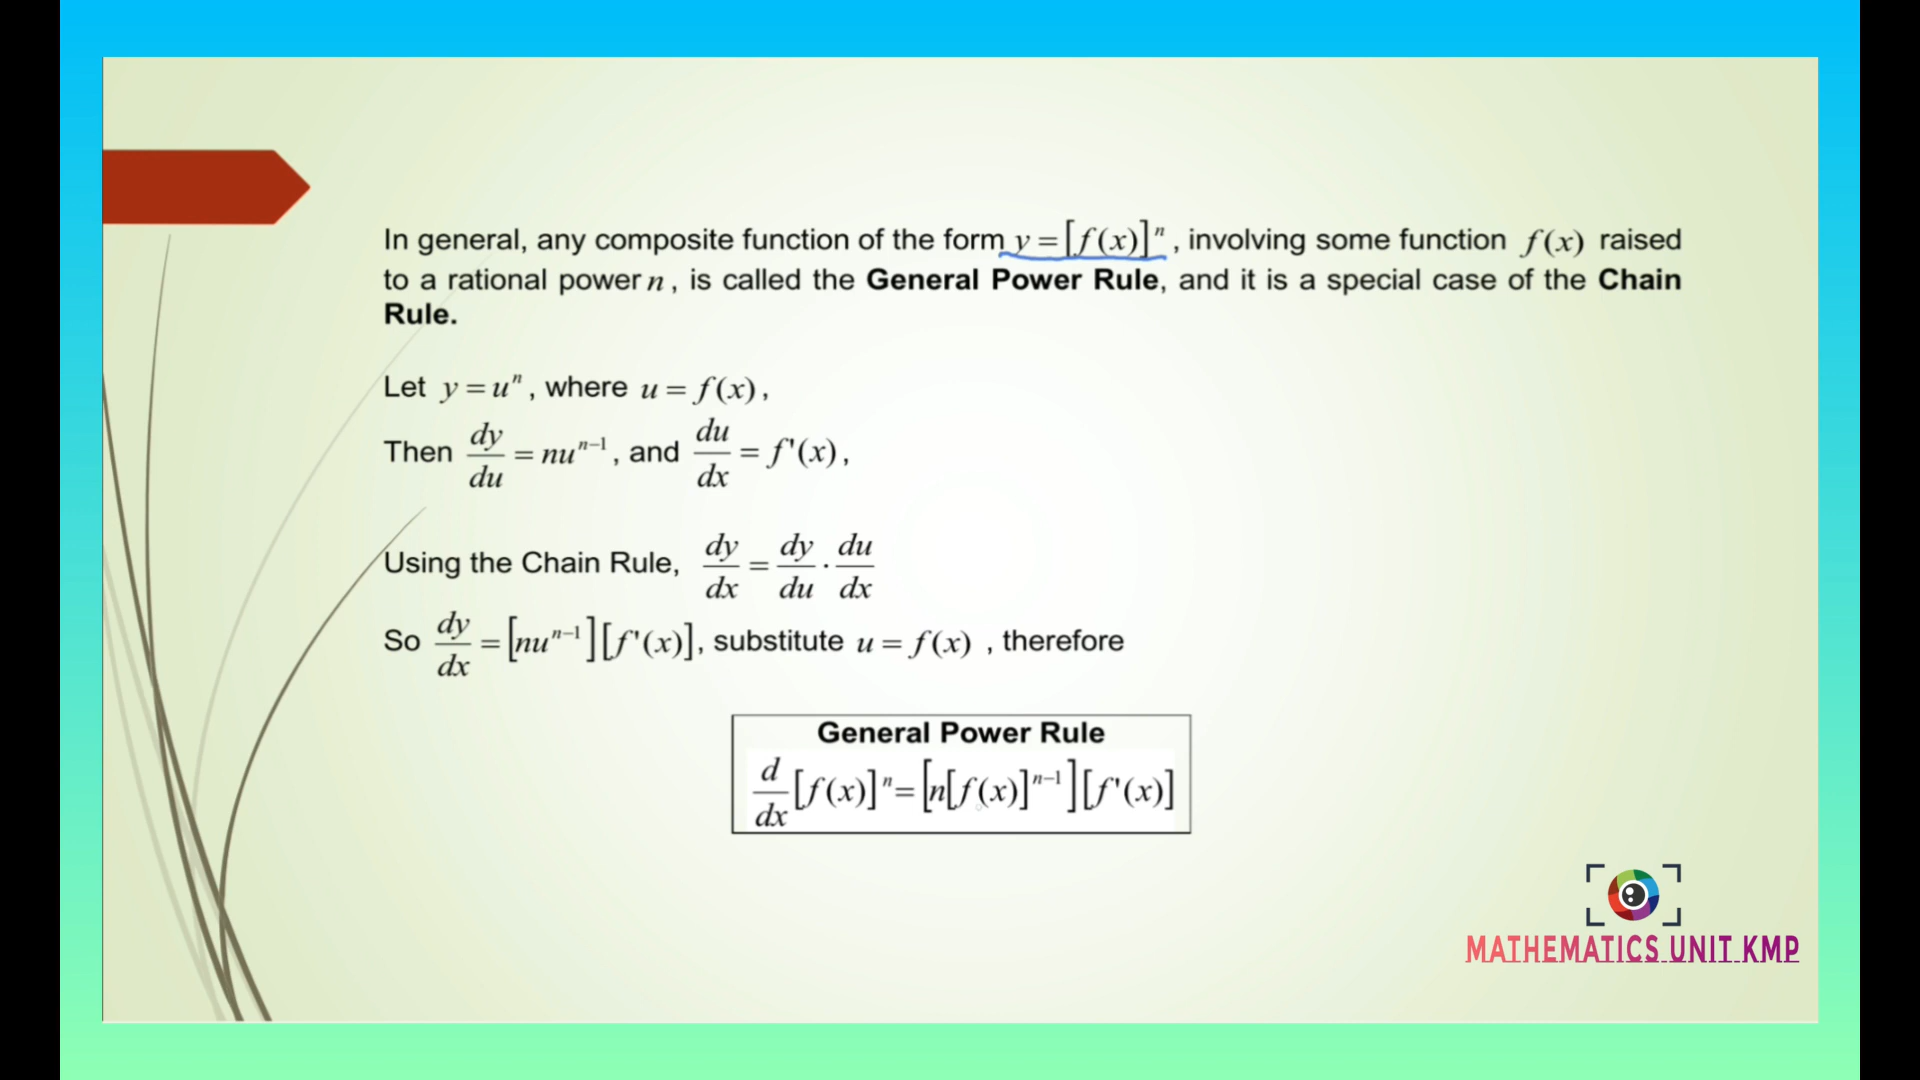 In general, any composite function of the form y = [f(x)]ⁿ, involving some function f(x) raised
to a rational power n, is called the General Power Rule, and it is a special case of the Chain
Rule.
Let y = uⁿ, where u = f(x),
Then dy/du = nuⁿ⁻¹, and du/dx = f'(x),
Using the Chain Rule, dy/dx = dy/du · du/dx
So dy/dx = [nuⁿ⁻¹][f'(x)], substitute u = f(x) , therefore
General Power Rule
d/dx [f(x)]ⁿ = [n[f(x)]ⁿ⁻¹][f'(x)]
MATHEMATICS UNIT KMP